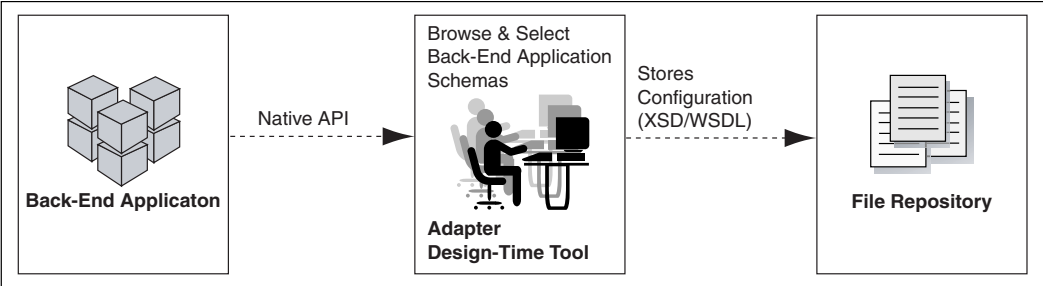 Back-End Applicaton
Native API
Browse & Select
Back-End Application
Schemas
Adapter
Design-Time Tool
Stores
Configuration
(XSD/WSDL)
File Repository